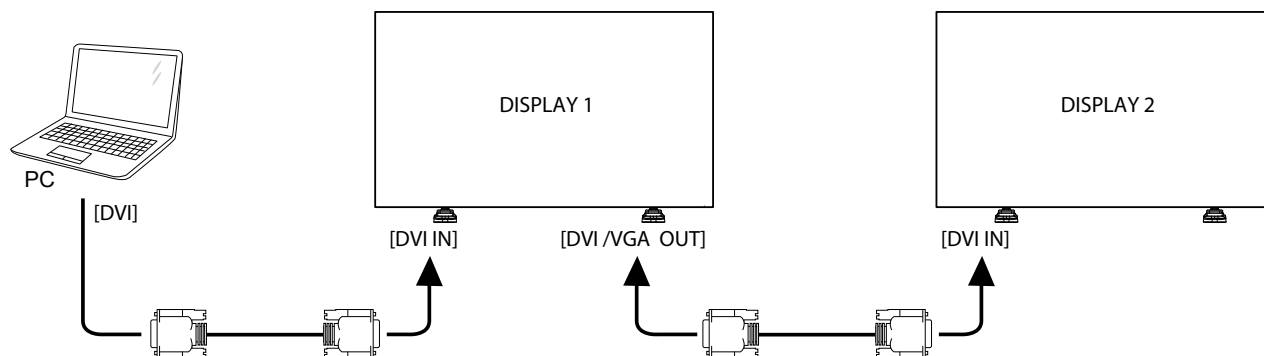 DISPLAY 1
DISPLAY 2
PC
[DVI]
[DVI IN]
[DVI /VGA  OUT]
[DVI IN]